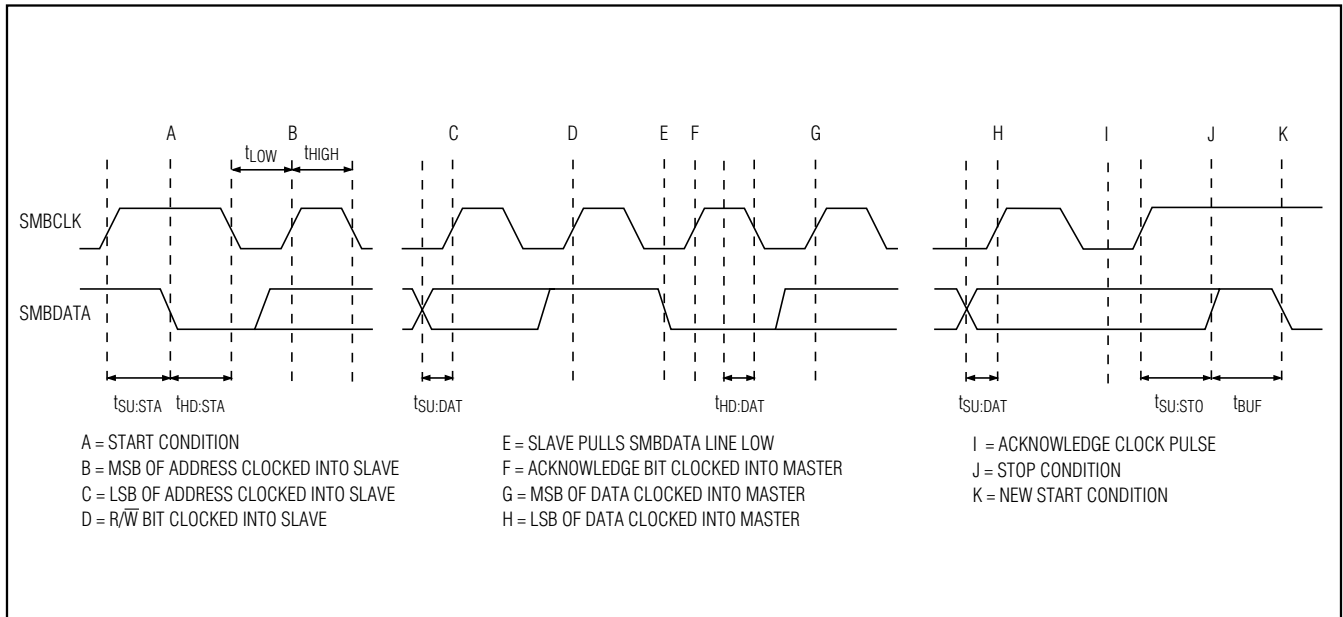 A B C D E F G H I J K
tLOW tHIGH
SMBCLK
SMBDATA
tSU:STA tHD:STA tSU:DAT tHD:DAT tSU:DAT tSU:STO tBUF
A = START CONDITION
B = MSB OF ADDRESS CLOCKED INTO SLAVE
C = LSB OF ADDRESS CLOCKED INTO SLAVE
D = R/W̅ BIT CLOCKED INTO SLAVE
E = SLAVE PULLS SMBDATA LINE LOW
F = ACKNOWLEDGE BIT CLOCKED INTO MASTER
G = MSB OF DATA CLOCKED INTO MASTER
H = LSB OF DATA CLOCKED INTO MASTER
I = ACKNOWLEDGE CLOCK PULSE
J = STOP CONDITION
K = NEW START CONDITION